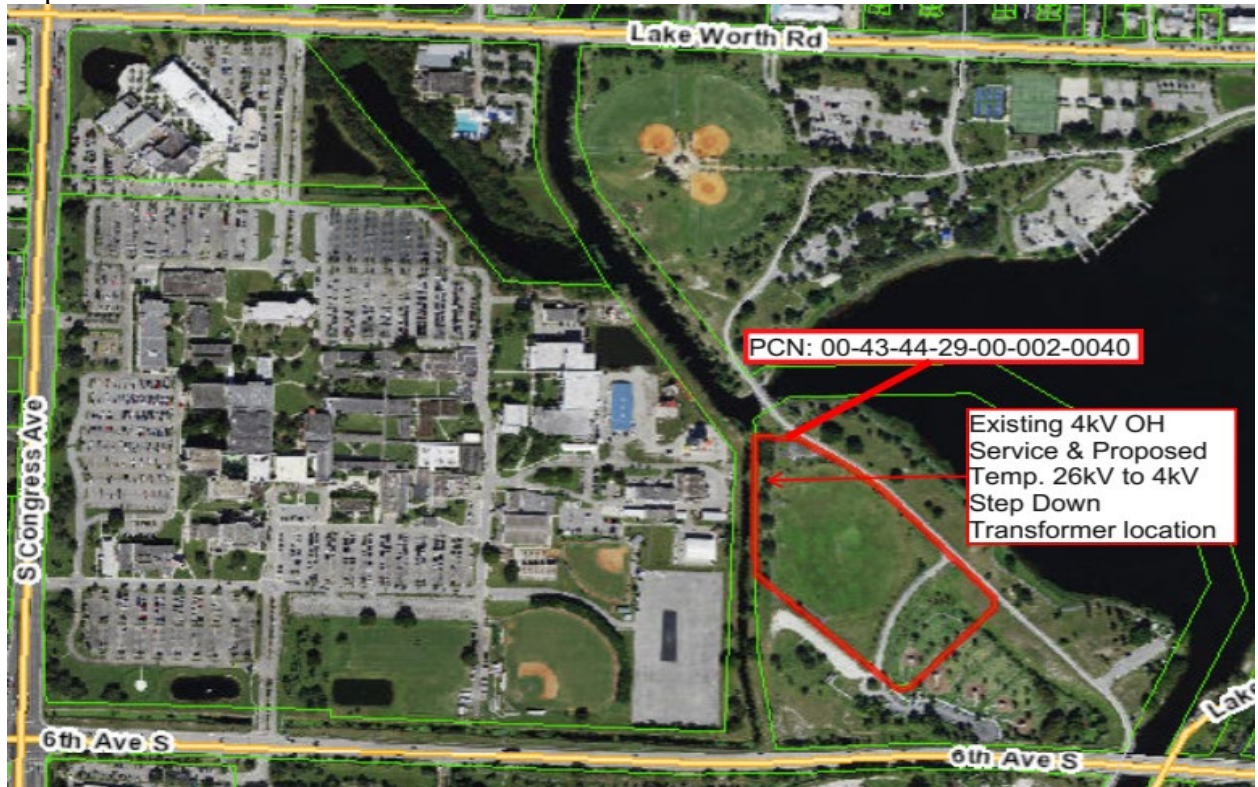 Lake Worth Rd
S Congress Ave
PCN: 00-43-44-29-00-002-0040
Existing 4kV OH
Service & Proposed
Temp. 26kV to 4kV
Step Down
Transformer location
6th Ave S
6th Ave S
Lake